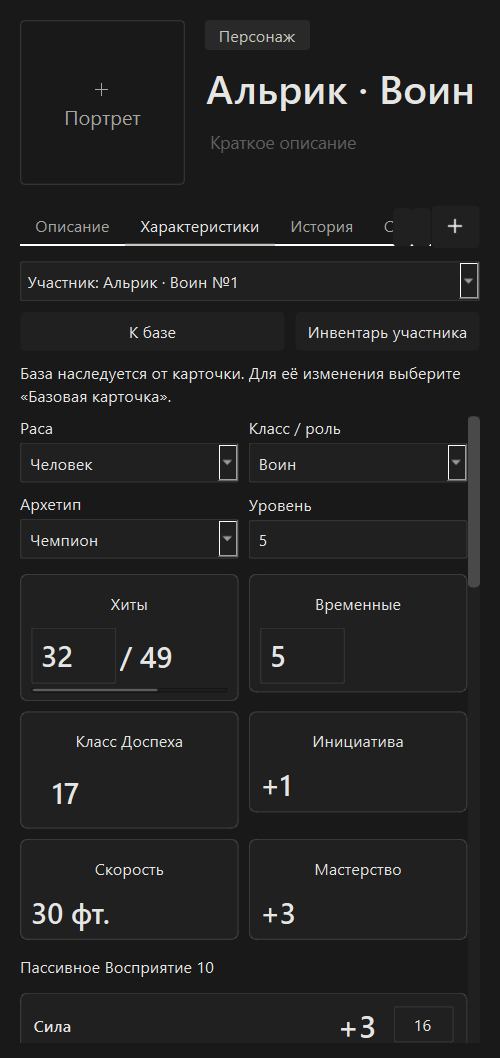 Персонаж
+
Портрет
Альрик · Воин
Краткое описание
Описание Характеристики История С +
Участник: Альрик · Воин №1
К базе Инвентарь участника
База наследуется от карточки. Для её изменения выберите
«Базовая карточка».
Раса Класс / роль
Человек Воин
Архетип Уровень
Чемпион 5
Хиты Временные
32 / 49 5
Класс Доспеха Инициатива
17 +1
Скорость Мастерство
30 фт. +3
Пассивное Восприятие 10
Сила +3 16